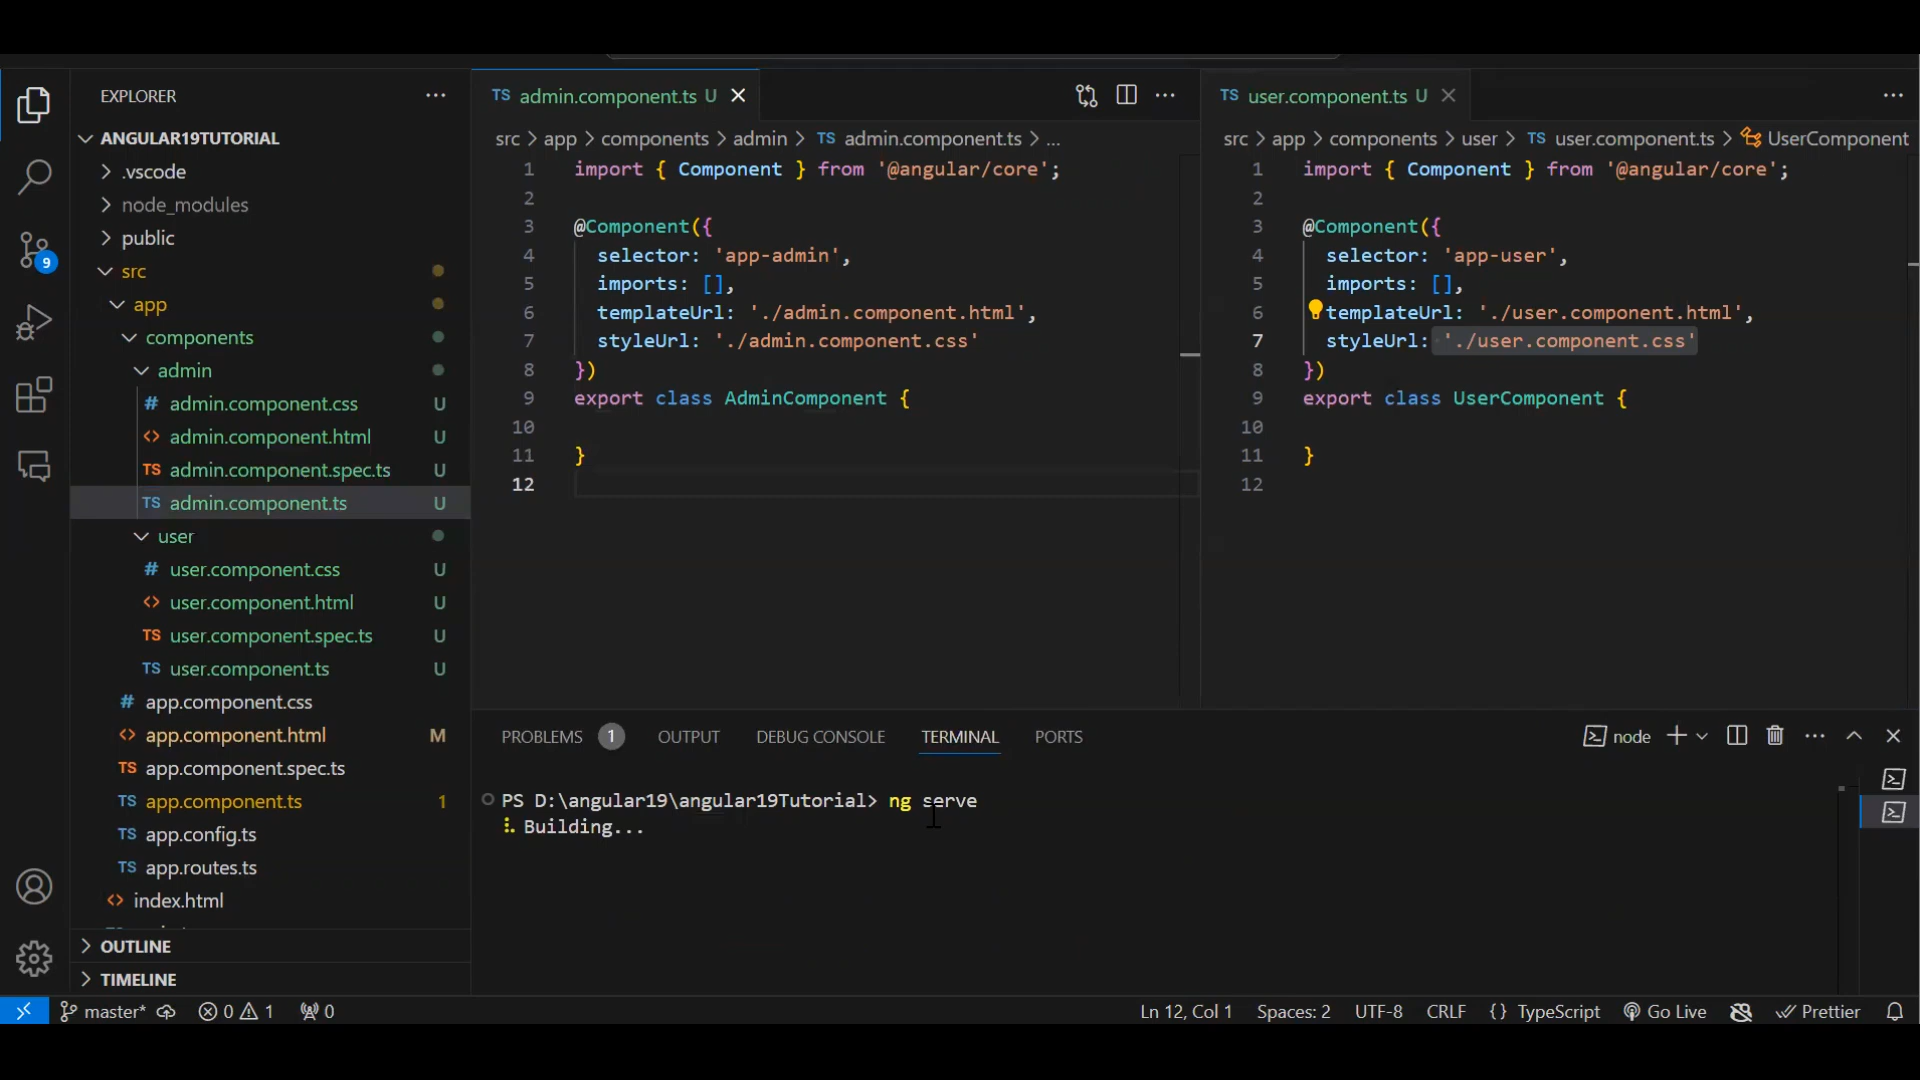 EXPLORER
ANGULAR19TUTORIAL
.vscode
node_modules
public
src
app
components
admin
admin.component.css U
admin.component.html U
admin.component.spec.ts U
TS admin.component.ts U
user
user.component.css U
user.component.html U
TS user.component.spec.ts U
TS user.component.ts U
app.component.css
app.component.html M
TS app.component.spec.ts
TS app.component.ts 1
TS app.config.ts
TS app.routes.ts
index.html
OUTLINE
TIMELINE
9
TS admin.component.ts U
src > app > components > admin > TS admin.component.ts > ...
1 import { Component } from '@angular/core';
2
3 @Component({
4 selector: 'app-admin',
5 imports: [],
6 templateUrl: './admin.component.html',
7 styleUrl: './admin.component.css'
8 })
9 export class AdminComponent {
10
11 }
12
TS user.component.ts U
src > app > components > user > TS user.component.ts > UserComponent
1 import { Component } from '@angular/core';
2
3 @Component({
4 selector: 'app-user',
5 imports: [],
6 templateUrl: './user.component.html',
7 styleUrl: './user.component.css'
8 })
9 export class UserComponent {
10
11 }
12
PROBLEMS 1 OUTPUT DEBUG CONSOLE TERMINAL PORTS
node
PS D:\angular19\angular19Tutorial> ng serve
Building...
master* 0 1 0
Ln 12, Col 1 Spaces: 2 UTF-8 CRLF {} TypeScript Go Live Prettier